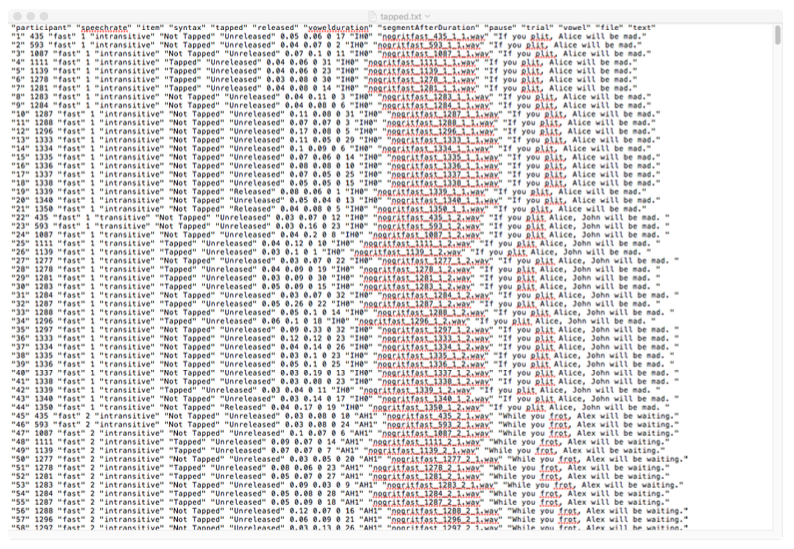 tapped.txt
"participant" "speechrate" "item" "syntax" "tapped" "released" "vowelduration" "segmentAfterDuration" "pause" "trial" "vowel" "file" "text"
"1" 435 "fast" 1 "intransitive" "Not Tapped" "Unreleased" 0.05 0.06 0 17 "IH0" "nogritfast_435_1_1.wav" "If you plit, Alice will be mad."
"2" 593 "fast" 1 "intransitive" "Not Tapped" "Unreleased" 0.04 0.07 0 2 "IH0" "nogritfast_593_1_1.wav" "If you plit, Alice will be mad."
"3" 1087 "fast" 1 "intransitive" "Not Tapped" "Unreleased" 0.07 0.1 0 11 "IH0" "nogritfast_1087_1_1.wav" "If you plit, Alice will be mad."
"4" 1111 "fast" 1 "intransitive" "Tapped" "Unreleased" 0.04 0.06 0 31 "IH0" "nogritfast_1111_1_1.wav" "If you plit, Alice will be mad."
"5" 1139 "fast" 1 "intransitive" "Tapped" "Unreleased" 0.04 0.06 0 23 "IH0" "nogritfast_1139_1_1.wav" "If you plit, Alice will be mad."
"6" 1278 "fast" 1 "intransitive" "Tapped" "Unreleased" 0.03 0.08 0 30 "IH0" "nogritfast_1278_1_1.wav" "If you plit, Alice will be mad."
"7" 1281 "fast" 1 "intransitive" "Tapped" "Unreleased" 0.04 0.08 0 14 "IH0" "nogritfast_1281_1_1.wav" "If you plit, Alice will be mad."
"8" 1283 "fast" 1 "intransitive" "Not Tapped" "Unreleased" 0.04 0.11 0 3 "IH0" "nogritfast_1283_1_1.wav" "If you plit, Alice will be mad."
"9" 1284 "fast" 1 "intransitive" "Not Tapped" "Unreleased" 0.04 0.08 0 6 "IH0" "nogritfast_1284_1_1.wav" "If you plit, Alice will be mad."
"10" 1287 "fast" 1 "intransitive" "Not Tapped" "Unreleased" 0.11 0.08 0 31 "IH0" "nogritfast_1287_1_1.wav" "If you plit, Alice will be mad."
"11" 1288 "fast" 1 "intransitive" "Not Tapped" "Unreleased" 0.07 0.07 0 3 "IH0" "nogritfast_1288_1_1.wav" "If you plit, Alice will be mad."
"12" 1296 "fast" 1 "intransitive" "Not Tapped" "Unreleased" 0.17 0.08 0 5 "IH0" "nogritfast_1296_1_1.wav" "If you plit, Alice will be mad."
"13" 1333 "fast" 1 "intransitive" "Not Tapped" "Unreleased" 0.11 0.05 0 29 "IH0" "nogritfast_1333_1_1.wav" "If you plit, Alice will be mad."
"14" 1334 "fast" 1 "intransitive" "Not Tapped" "Unreleased" 0.1 0.09 0 6 "IH0" "nogritfast_1334_1_1.wav" "If you plit, Alice will be mad."
"15" 1335 "fast" 1 "intransitive" "Not Tapped" "Unreleased" 0.07 0.06 0 14 "IH0" "nogritfast_1335_1_1.wav" "If you plit, Alice will be mad."
"16" 1336 "fast" 1 "intransitive" "Not Tapped" "Unreleased" 0.08 0.08 0 10 "IH0" "nogritfast_1336_1_1.wav" "If you plit, Alice will be mad."
"17" 1337 "fast" 1 "intransitive" "Not Tapped" "Unreleased" 0.07 0.05 0 25 "IH0" "nogritfast_1337_1_1.wav" "If you plit, Alice will be mad."
"18" 1338 "fast" 1 "intransitive" "Not Tapped" "Unreleased" 0.05 0.05 0 15 "IH0" "nogritfast_1338_1_1.wav" "If you plit, Alice will be mad."
"19" 1339 "fast" 1 "intransitive" "Not Tapped" "Released" 0.08 0.06 0 1 "IH0" "nogritfast_1339_1_1.wav" "If you plit, Alice will be mad."
"20" 1340 "fast" 1 "intransitive" "Not Tapped" "Unreleased" 0.05 0.04 0 13 "IH0" "nogritfast_1340_1_1.wav" "If you plit, Alice will be mad."
"21" 1350 "fast" 1 "intransitive" "Not Tapped" "Released" 0.04 0.08 0 5 "IH0" "nogritfast_1350_1_1.wav" "If you plit, Alice will be mad."
"22" 435 "fast" 1 "transitive" "Not Tapped" "Unreleased" 0.03 0.07 0 12 "IH0" "nogritfast_435_1_2.wav" "If you plit Alice, John will be mad. "
"23" 593 "fast" 1 "transitive" "Not Tapped" "Unreleased" 0.03 0.16 0 23 "IH0" "nogritfast_593_1_2.wav" "If you plit Alice, John will be mad. "
"24" 1087 "fast" 1 "transitive" "Not Tapped" "Unreleased" 0.04 0.2 0 8 "IH0" "nogritfast_1087_1_2.wav" "If you plit Alice, John will be mad. "
"25" 1111 "fast" 1 "transitive" "Tapped" "Unreleased" 0.04 0.12 0 10 "IH0" "nogritfast_1111_1_2.wav" "If you plit Alice, John will be mad. "
"26" 1139 "fast" 1 "transitive" "Tapped" "Unreleased" 0.03 0.1 0 1 "IH0" "nogritfast_1139_1_2.wav" "If you plit Alice, John will be mad. "
"27" 1277 "fast" 1 "transitive" "Not Tapped" "Unreleased" 0.03 0.07 0 22 "IH0" "nogritfast_1277_1_2.wav" "If you plit Alice, John will be mad. "
"28" 1278 "fast" 1 "transitive" "Tapped" "Unreleased" 0.04 0.09 0 19 "IH0" "nogritfast_1278_1_2.wav" "If you plit Alice, John will be mad. "
"29" 1281 "fast" 1 "transitive" "Tapped" "Unreleased" 0.03 0.09 0 30 "IH0" "nogritfast_1281_1_2.wav" "If you plit Alice, John will be mad. "
"30" 1283 "fast" 1 "transitive" "Tapped" "Unreleased" 0.05 0.09 0 15 "IH0" "nogritfast_1283_1_2.wav" "If you plit Alice, John will be mad. "
"31" 1284 "fast" 1 "transitive" "Not Tapped" "Unreleased" 0.03 0.07 0 32 "IH0" "nogritfast_1284_1_2.wav" "If you plit Alice, John will be mad. "
"32" 1287 "fast" 1 "transitive" "Tapped" "Unreleased" 0.05 0.26 0 22 "IH0" "nogritfast_1287_1_2.wav" "If you plit Alice, John will be mad. "
"33" 1288 "fast" 1 "transitive" "Tapped" "Unreleased" 0.05 0.1 0 14 "IH0" "nogritfast_1288_1_2.wav" "If you plit Alice, John will be mad. "
"34" 1296 "fast" 1 "transitive" "Tapped" "Unreleased" 0.06 0.1 0 18 "IH0" "nogritfast_1296_1_2.wav" "If you plit Alice, John will be mad. "
"35" 1297 "fast" 1 "transitive" "Not Tapped" "Unreleased" 0.09 0.33 0 32 "IH0" "nogritfast_1297_1_2.wav" "If you plit Alice, John will be mad. "
"36" 1333 "fast" 1 "transitive" "Not Tapped" "Unreleased" 0.12 0.12 0 23 "IH0" "nogritfast_1333_1_2.wav" "If you plit Alice, John will be mad. "
"37" 1334 "fast" 1 "transitive" "Not Tapped" "Unreleased" 0.04 0.14 0 26 "IH0" "nogritfast_1334_1_2.wav" "If you plit Alice, John will be mad. "
"38" 1335 "fast" 1 "transitive" "Not Tapped" "Unreleased" 0.03 0.1 0 23 "IH0" "nogritfast_1335_1_2.wav" "If you plit Alice, John will be mad. "
"39" 1336 "fast" 1 "transitive" "Not Tapped" "Unreleased" 0.05 0.1 0 25 "IH0" "nogritfast_1336_1_2.wav" "If you plit Alice, John will be mad. "
"40" 1337 "fast" 1 "transitive" "Not Tapped" "Unreleased" 0.03 0.19 0 13 "IH0" "nogritfast_1337_1_2.wav" "If you plit Alice, John will be mad. "
"41" 1338 "fast" 1 "transitive" "Not Tapped" "Unreleased" 0.03 0.08 0 23 "IH0" "nogritfast_1338_1_2.wav" "If you plit Alice, John will be mad. "
"42" 1339 "fast" 1 "transitive" "Tapped" "Unreleased" 0.03 0.04 0 11 "IH0" "nogritfast_1339_1_2.wav" "If you plit Alice, John will be mad. "
"43" 1340 "fast" 1 "transitive" "Not Tapped" "Unreleased" 0.03 0.14 0 17 "IH0" "nogritfast_1340_1_2.wav" "If you plit Alice, John will be mad. "
"44" 1350 "fast" 1 "transitive" "Not Tapped" "Released" 0.04 0.17 0 19 "IH0" "nogritfast_1350_1_2.wav" "If you plit Alice, John will be mad. "
"45" 435 "fast" 2 "intransitive" "Not Tapped" "Unreleased" 0.03 0.08 0 10 "AH1" "nogritfast_435_2_1.wav" "While you frot, Alex will be waiting."
"46" 593 "fast" 2 "intransitive" "Not Tapped" "Unreleased" 0.03 0.08 0 24 "AH1" "nogritfast_593_2_1.wav" "While you frot, Alex will be waiting."
"47" 1087 "fast" 2 "intransitive" "Not Tapped" "Unreleased" 0.1 0.07 0 6 "AH1" "nogritfast_1087_2_1.wav" "While you frot, Alex will be waiting."
"48" 1111 "fast" 2 "intransitive" "Tapped" "Unreleased" 0.09 0.07 0 14 "AH1" "nogritfast_1111_2_1.wav" "While you frot, Alex will be waiting."
"49" 1139 "fast" 2 "intransitive" "Tapped" "Unreleased" 0.07 0.07 0 7 "AH1" "nogritfast_1139_2_1.wav" "While you frot, Alex will be waiting."
"50" 1277 "fast" 2 "intransitive" "Not Tapped" "Unreleased" 0.03 0.05 0 20 "AH1" "nogritfast_1277_2_1.wav" "While you frot, Alex will be waiting."
"51" 1278 "fast" 2 "intransitive" "Tapped" "Unreleased" 0.08 0.06 0 23 "AH1" "nogritfast_1278_2_1.wav" "While you frot, Alex will be waiting."
"52" 1281 "fast" 2 "intransitive" "Tapped" "Unreleased" 0.05 0.07 0 27 "AH1" "nogritfast_1281_2_1.wav" "While you frot, Alex will be waiting."
"53" 1283 "fast" 2 "intransitive" "Not Tapped" "Unreleased" 0.09 0.03 0 9 "AH1" "nogritfast_1283_2_1.wav" "While you frot, Alex will be waiting."
"54" 1284 "fast" 2 "intransitive" "Tapped" "Unreleased" 0.05 0.08 0 28 "AH1" "nogritfast_1284_2_1.wav" "While you frot, Alex will be waiting."
"55" 1287 "fast" 2 "intransitive" "Tapped" "Unreleased" 0.05 0.09 0 18 "AH1" "nogritfast_1287_2_1.wav" "While you frot, Alex will be waiting."
"56" 1288 "fast" 2 "intransitive" "Not Tapped" "Unreleased" 0.12 0.07 0 16 "AH1" "nogritfast_1288_2_1.wav" "While you frot, Alex will be waiting."
"57" 1296 "fast" 2 "intransitive" "Not Tapped" "Unreleased" 0.06 0.09 0 21 "AH1" "nogritfast_1296_2_1.wav" "While you frot, Alex will be waiting."
"58" 1297 "fast" 2 "intransitive" "Not Tapped" "Unreleased" 0.03 0.13 0 26 "AH1" "nogritfast_1297_2_1.wav" "While you frot, Alex will be waiting."